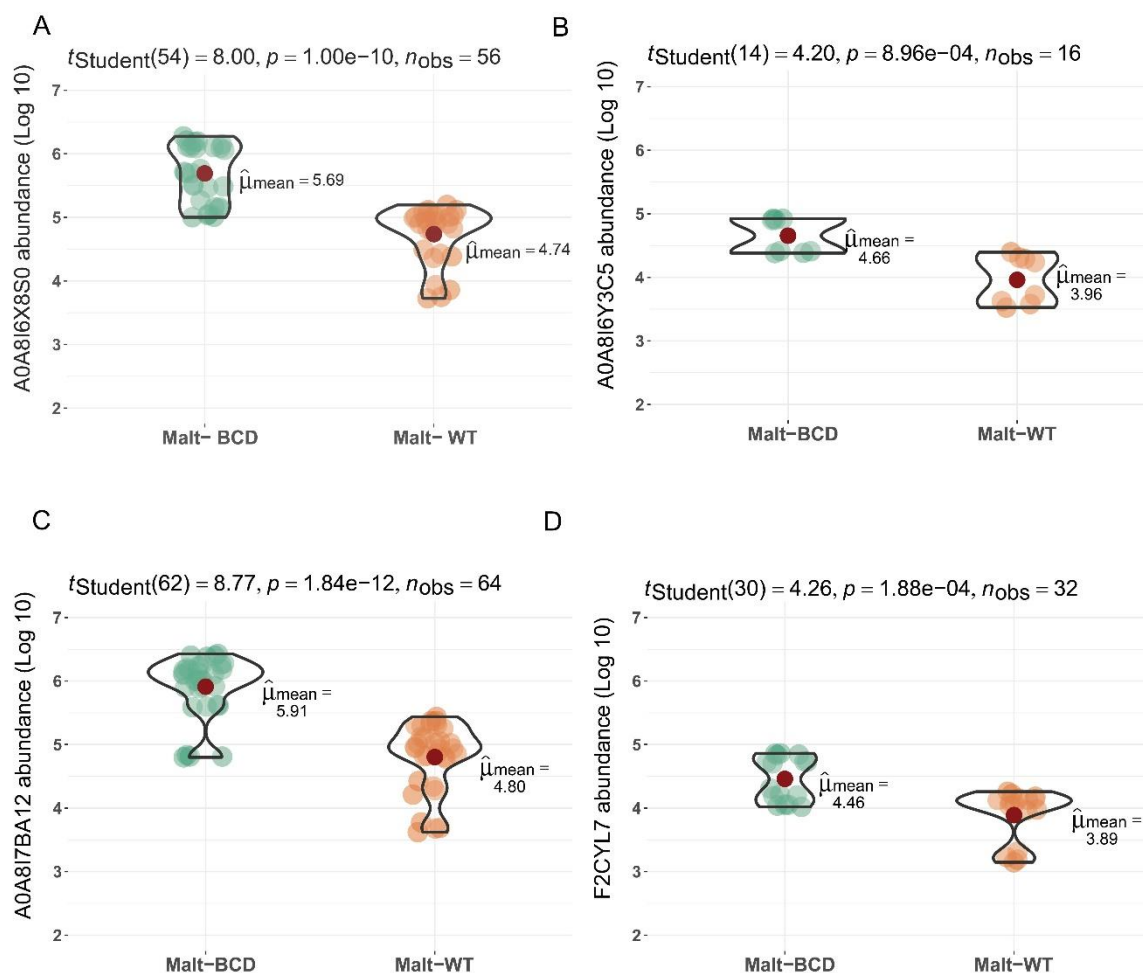 A
tStudent(54) = 8.00, p = 1.00e−10, nobs = 56
A0A8I6X8S0 abundance (Log 10)
7
6
5
4
3
2
μ̂mean = 5.69
μ̂mean = 4.74
Malt− BCD
Malt− WT
B
tStudent(14) = 4.20, p = 8.96e−04, nobs = 16
A0A8I6Y3C5 abundance (Log 10)
7
6
5
4
3
2
μ̂mean =
4.66
μ̂mean =
3.96
Malt-BCD
Malt-WT
C
tStudent(62) = 8.77, p = 1.84e−12, nobs = 64
A0A8I7BA12 abundance (Log 10)
7
6
5
4
3
2
μ̂mean =
5.91
μ̂mean =
4.80
Malt-BCD
Malt-WT
D
tStudent(30) = 4.26, p = 1.88e−04, nobs = 32
F2CYL7 abundance (Log 10)
7
6
5
4
3
2
μ̂mean =
4.46
μ̂mean =
3.89
Malt-BCD
Malt-WT